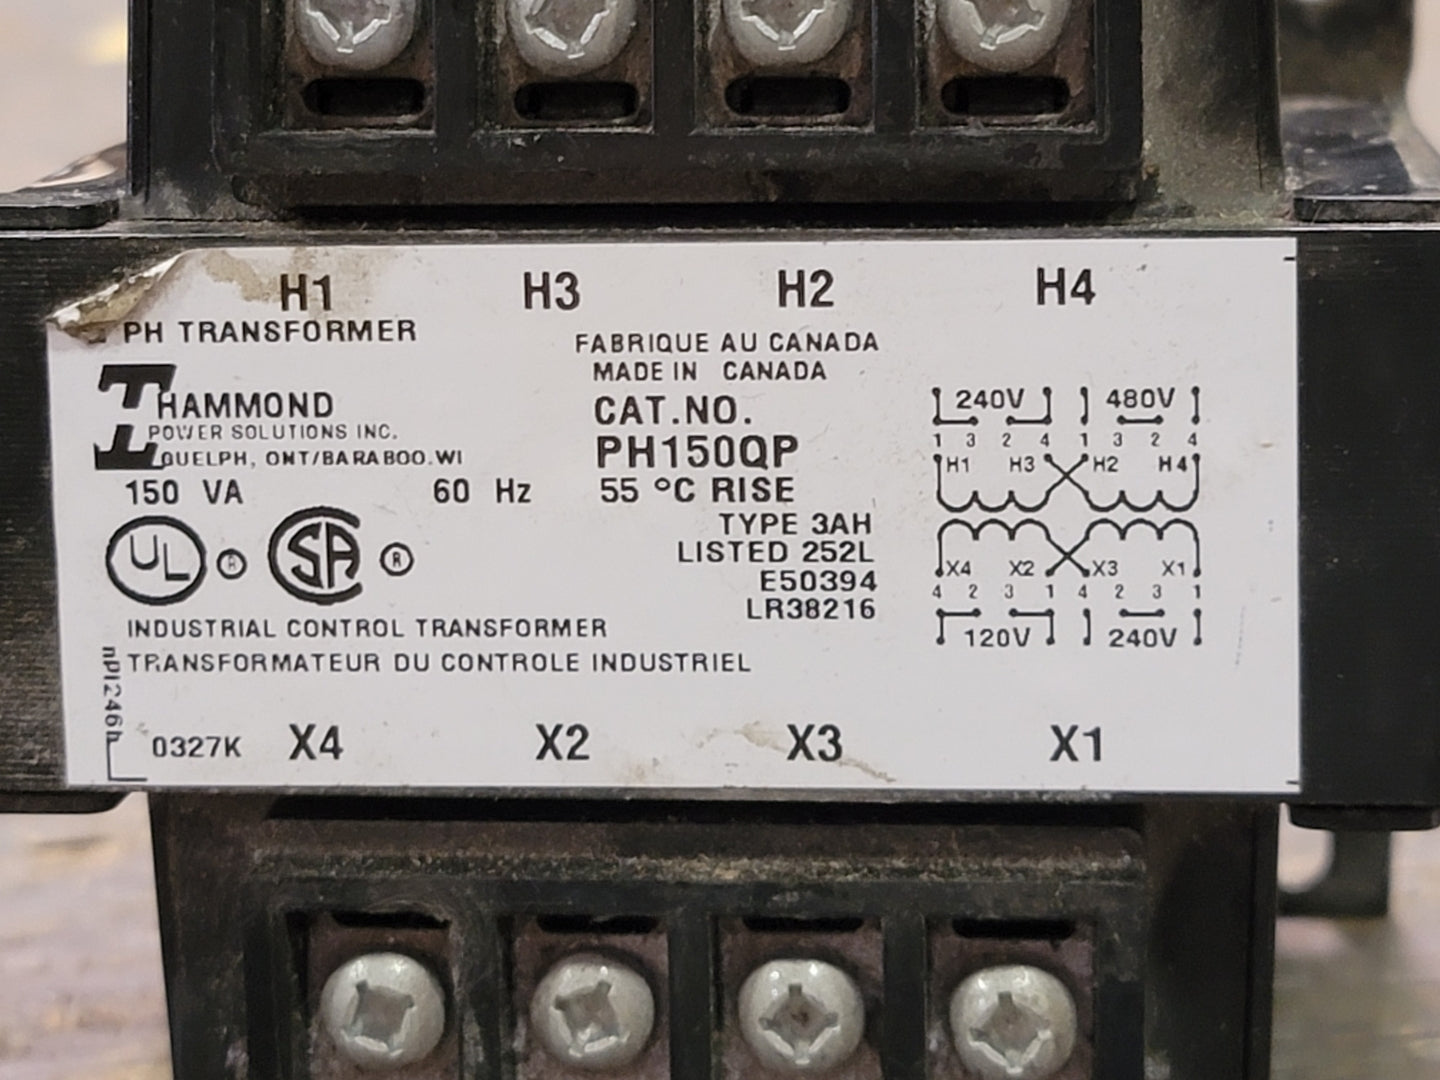 H1 H3 H2 H4
PH TRANSFORMER
FABRIQUE AU CANADA
MADE IN CANADA
HAMMOND
POWER SOLUTIONS INC.
GUELPH, ONT/BARABOO.WI
CAT.NO.
PH150QP
150 VA 60 Hz 55 °C RISE
TYPE 3AH
LISTED 252L
E50394
LR38216
UL ® SA ®
INDUSTRIAL CONTROL TRANSFORMER
TRANSFORMATEUR DU CONTROLE INDUSTRIEL
240V 480V
1 3 2 4 1 3 2 4
H1 H3 H2 H4
X4 X2 X3 X1
4 2 3 1 4 2 3 1
120V 240V
0327K X4 X2 X3 X1